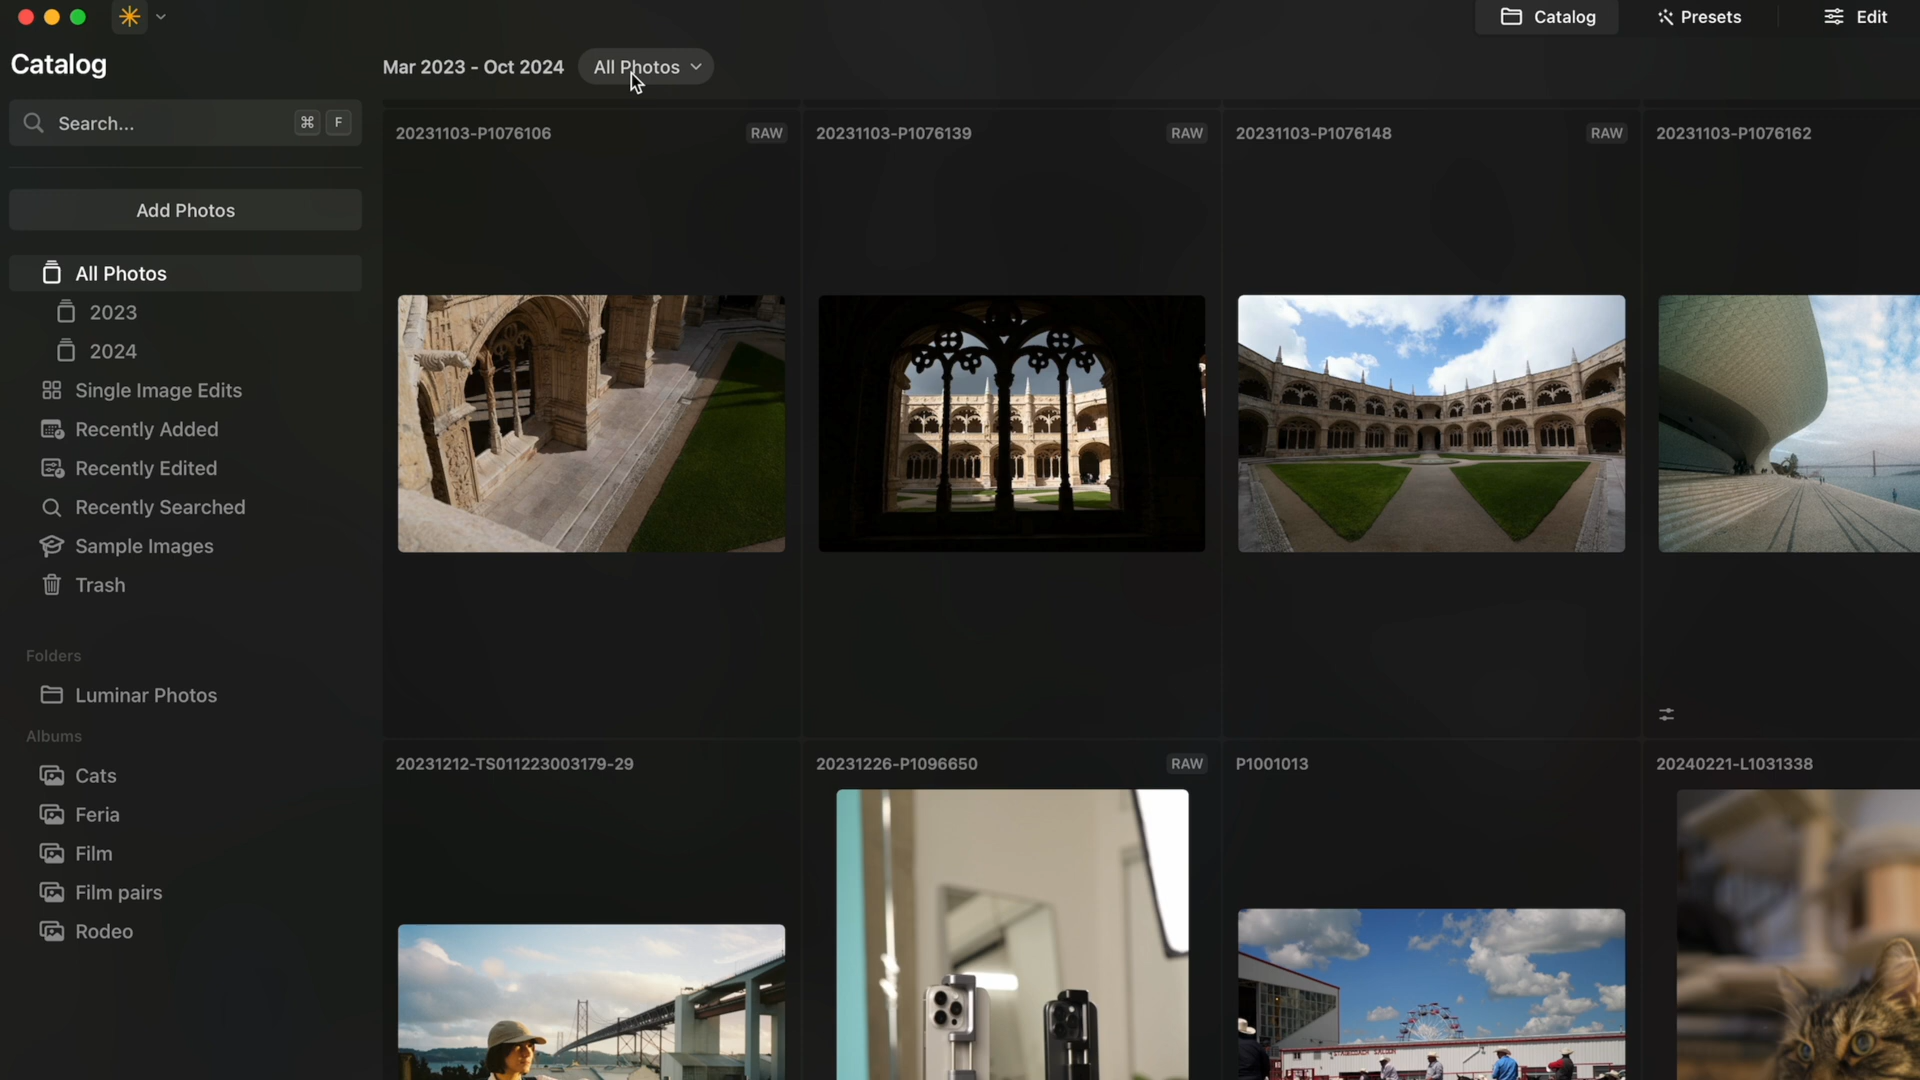 Catalog
Presets
Edit
Catalog
Mar 2023 - Oct 2024
All Photos
Search...
⌘ F
20231103-P1076106
RAW
20231103-P1076139
RAW
20231103-P1076148
RAW
20231103-P1076162
Add Photos
All Photos
2023
2024
Single Image Edits
Recently Added
Recently Edited
Recently Searched
Sample Images
Trash
Folders
Luminar Photos
Albums
Cats
Feria
Film
Film pairs
Rodeo
20231212-TS011223003179-29
20231226-P1096650
RAW
P1001013
20240221-L1031338